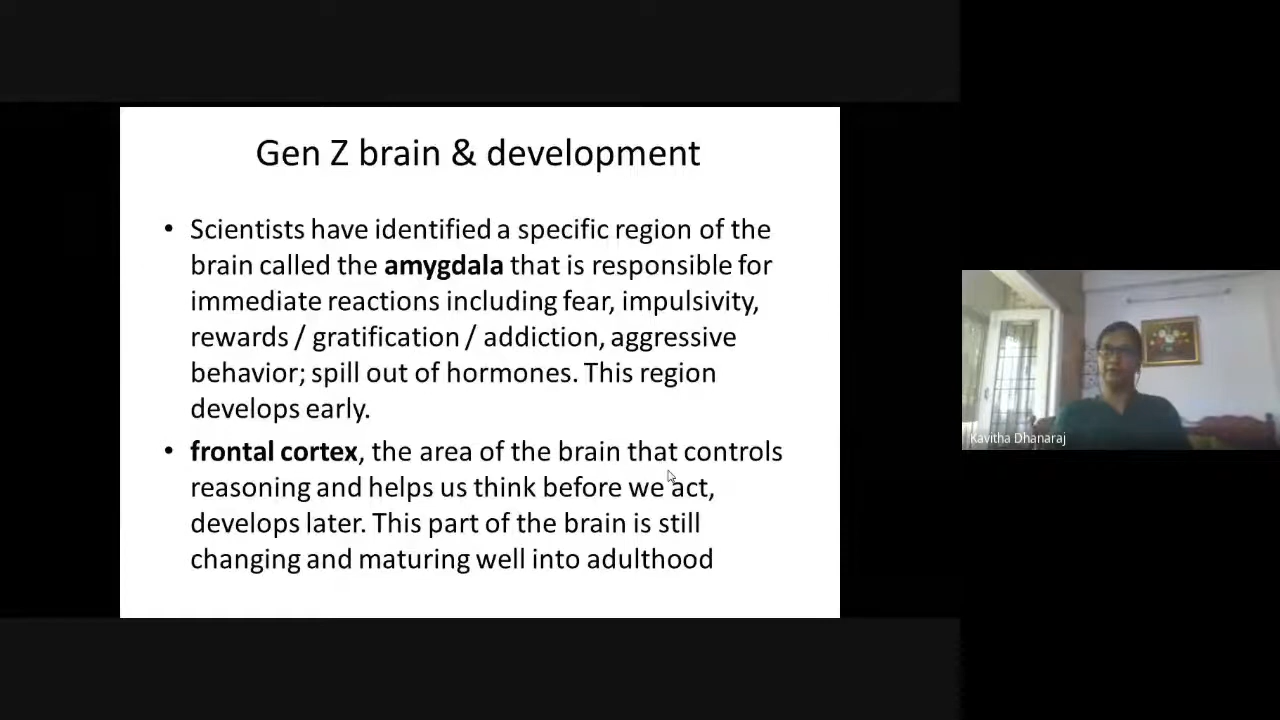 Gen Z brain & development
• Scientists have identified a specific region of the
brain called the amygdala that is responsible for
immediate reactions including fear, impulsivity,
rewards / gratification / addiction, aggressive
behavior; spill out of hormones. This region
develops early.
• frontal cortex, the area of the brain that controls
reasoning and helps us think before we act,
develops later. This part of the brain is still
changing and maturing well into adulthood
Kavitha Dhanaraj